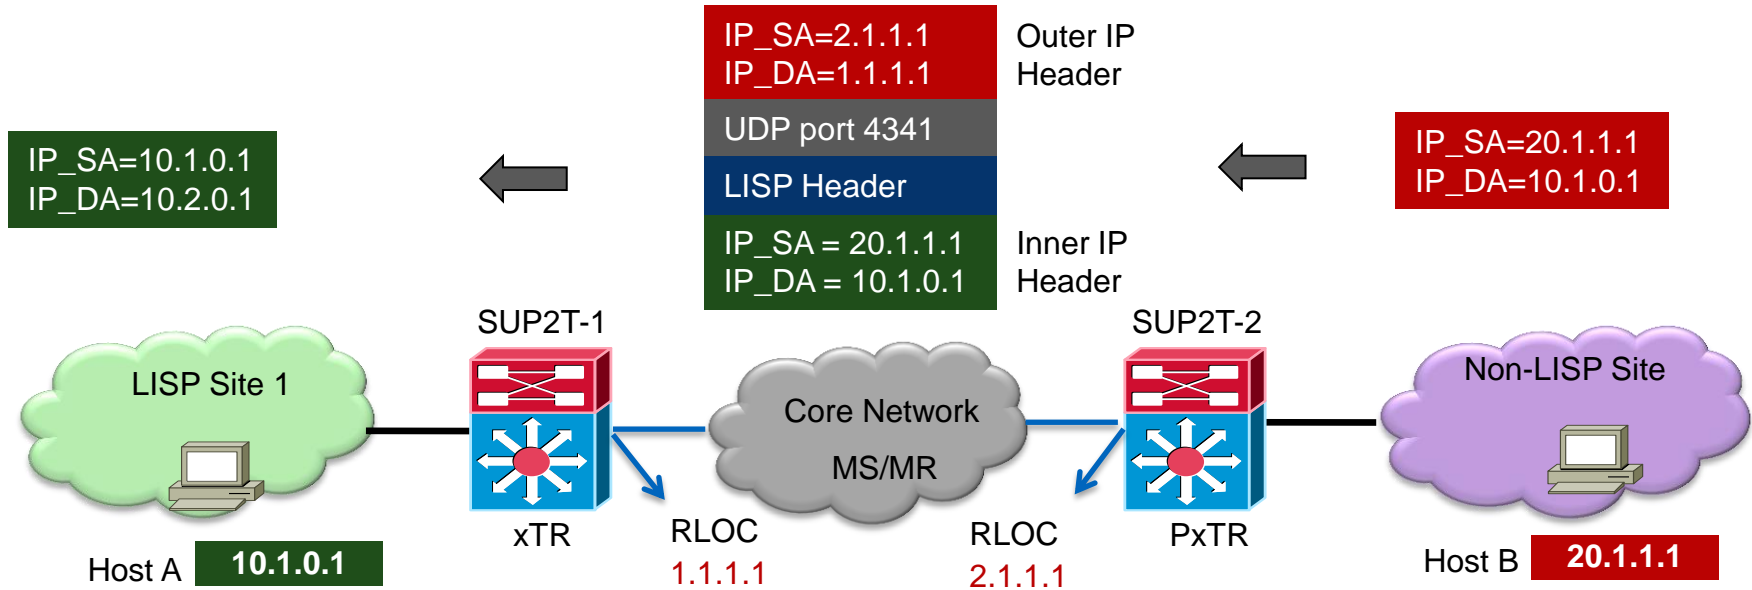 IP_SA=2.1.1.1
IP_DA=1.1.1.1
Outer IP
Header
UDP port 4341
LISP Header
IP_SA = 20.1.1.1
IP_DA = 10.1.0.1
Inner IP
Header
IP_SA=10.1.0.1
IP_DA=10.2.0.1
IP_SA=20.1.1.1
IP_DA=10.1.0.1
SUP2T-1
SUP2T-2
LISP Site 1
Core Network
MS/MR
Non-LISP Site
xTR
RLOC
1.1.1.1
RLOC
2.1.1.1
PxTR
Host A 10.1.0.1
Host B 20.1.1.1